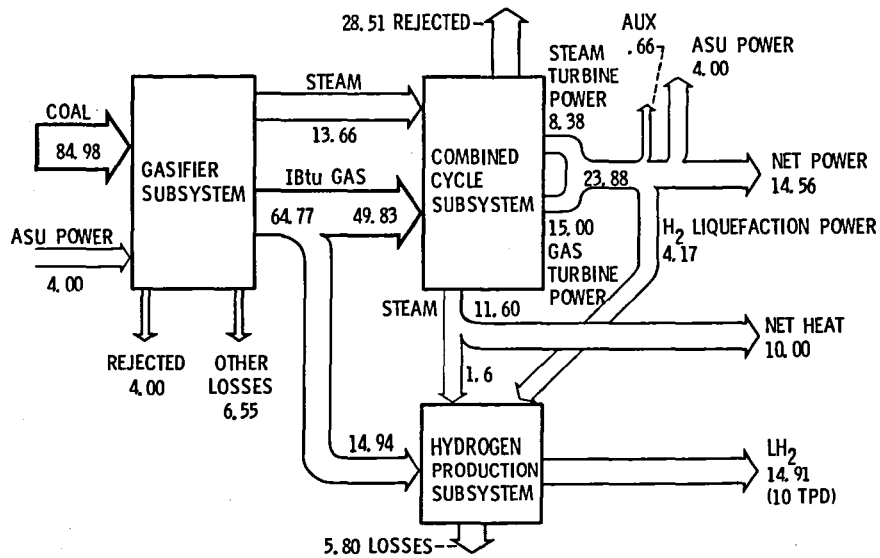 28.51 REJECTED
AUX
.66
ASU POWER
4.00
STEAM
TURBINE
POWER
8.38
STEAM
13.66
COAL
84.98
GASIFIER
SUBSYSTEM
COMBINED
CYCLE
SUBSYSTEM
23.88
NET POWER
14.56
IBtu GAS
64.77
49.83
15.00
GAS
TURBINE
POWER
H2 LIQUEFACTION POWER
4.17
ASU POWER
4.00
STEAM
11.60
NET HEAT
10.00
REJECTED
4.00
OTHER
LOSSES
6.55
1.6
14.94
HYDROGEN
PRODUCTION
SUBSYSTEM
LH2
14.91
(10 TPD)
5.80 LOSSES